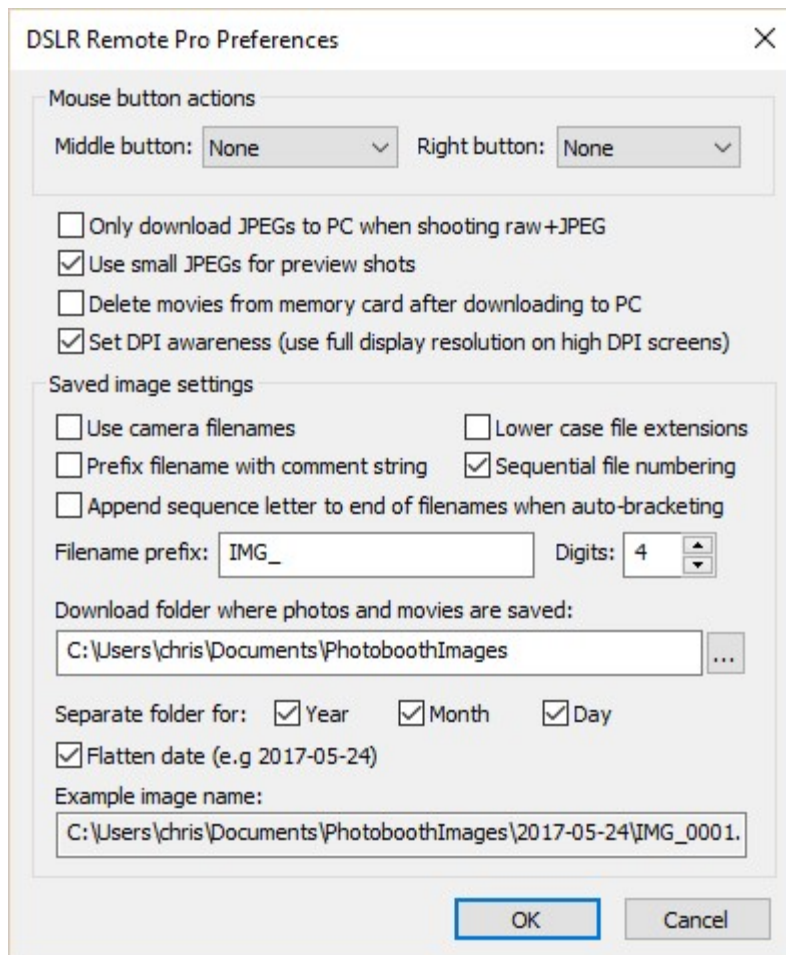 DSLR Remote Pro Preferences
Mouse button actions
Middle button: None Right button: None
Only download JPEGs to PC when shooting raw+JPEG
Use small JPEGs for preview shots
Delete movies from memory card after downloading to PC
Set DPI awareness (use full display resolution on high DPI screens)
Saved image settings
Use camera filenames Lower case file extensions
Prefix filename with comment string Sequential file numbering
Append sequence letter to end of filenames when auto-bracketing
Filename prefix: IMG_ Digits: 4
Download folder where photos and movies are saved:
C:\Users\chris\Documents\PhotoboothImages ...
Separate folder for: Year Month Day
Flatten date (e.g 2017-05-24)
Example image name:
C:\Users\chris\Documents\PhotoboothImages\2017-05-24\IMG_0001.
OK Cancel